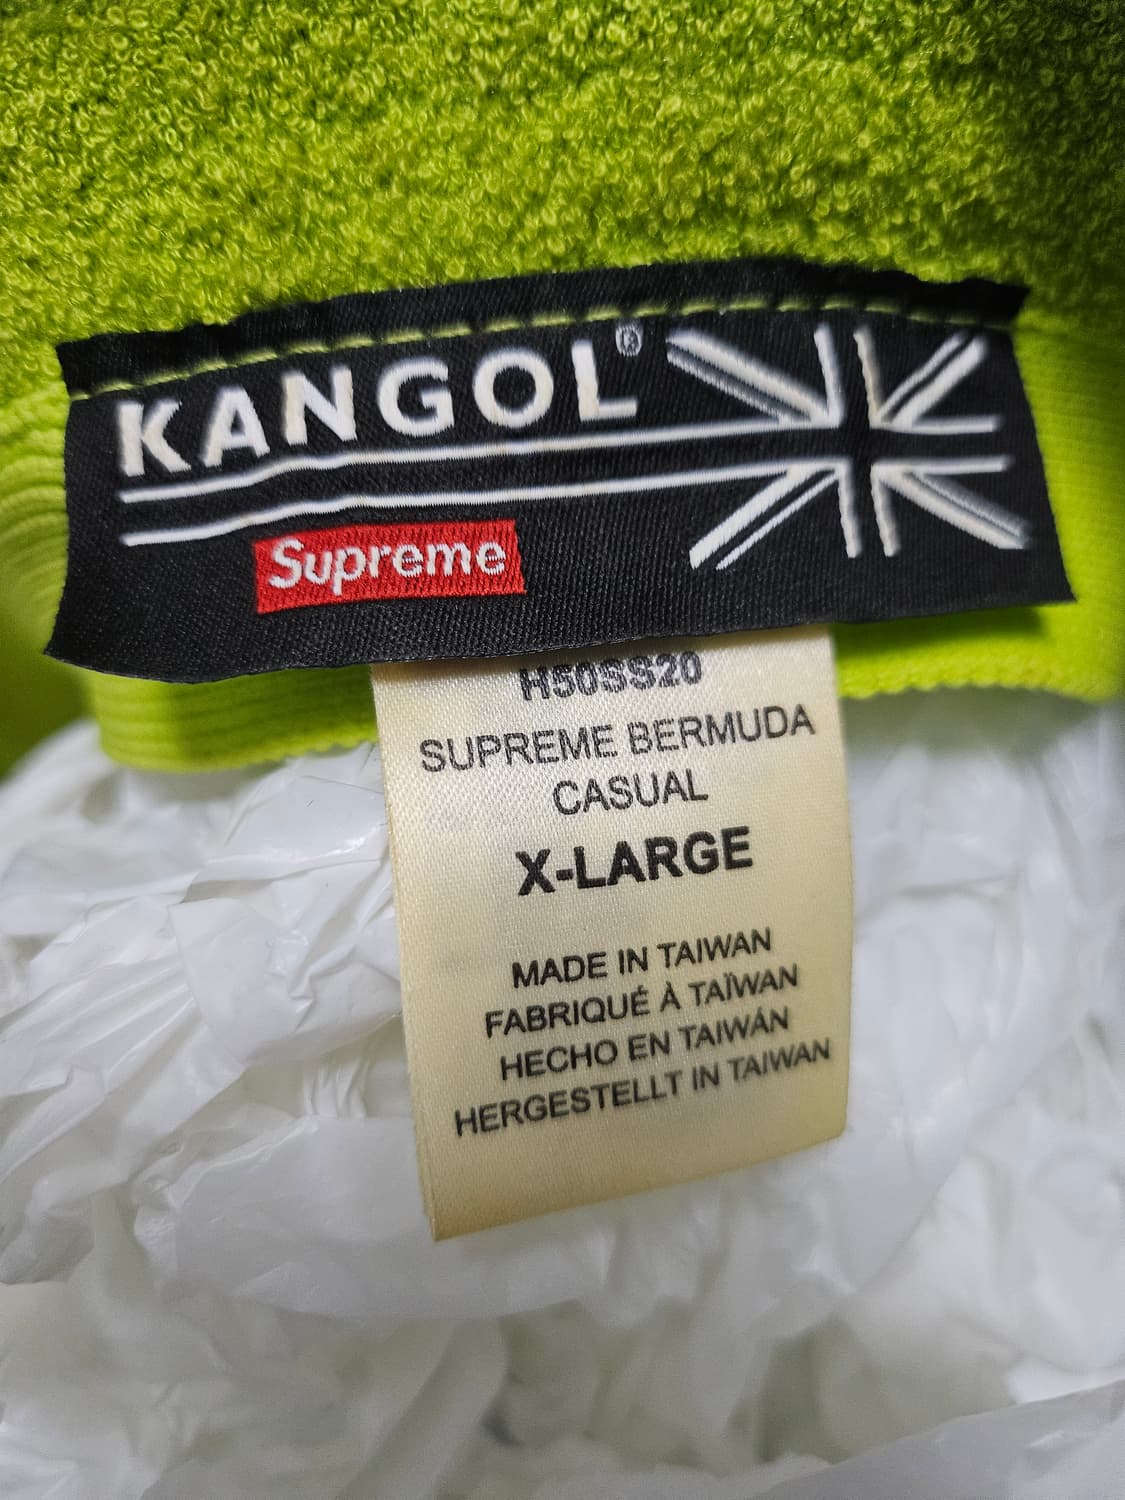 KANGOL®
Supreme
H50SS20
SUPREME BERMUDA
CASUAL
X-LARGE
MADE IN TAIWAN
FABRIQUÉ À TAÏWAN
HECHO EN TAIWÁN
HERGESTELLT IN TAIWAN